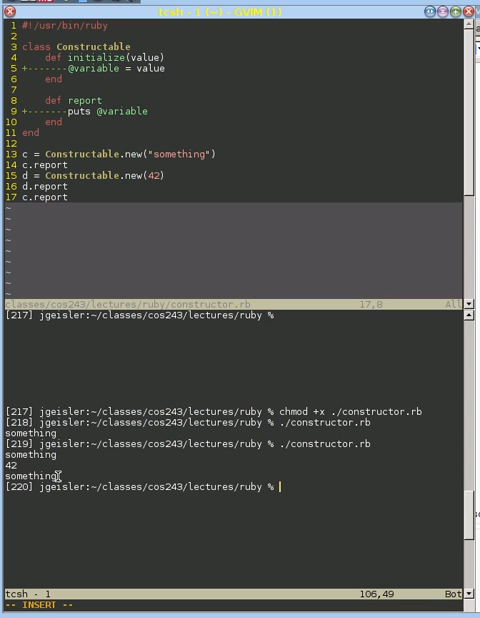 tcsh - 1 (~) - GVIM (1)
1 #!/usr/bin/ruby
2
3 class Constructable
4     def initialize(value)
5 +-------@variable = value
6     end
7
8     def report
9 +-------puts @variable
10     end
11 end
12
13 c = Constructable.new("something")
14 c.report
15 d = Constructable.new(42)
16 d.report
17 c.report
~
~
~
~
~
~
~
~
~
classes/cos243/lectures/ruby/constructor.rb 17,8 All
[217] jgeisler:~/classes/cos243/lectures/ruby %
[217] jgeisler:~/classes/cos243/lectures/ruby % chmod +x ./constructor.rb
[218] jgeisler:~/classes/cos243/lectures/ruby % ./constructor.rb
something
[219] jgeisler:~/classes/cos243/lectures/ruby % ./constructor.rb
something
42
something
[220] jgeisler:~/classes/cos243/lectures/ruby %
tcsh - 1 106,49 Bot
-- INSERT --